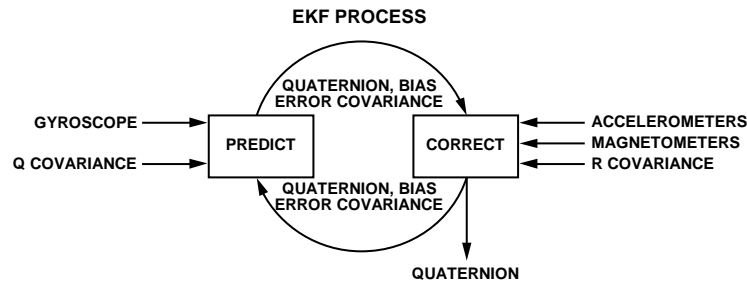 EKF PROCESS
QUATERNION, BIAS
ERROR COVARIANCE
GYROSCOPE
Q COVARIANCE
PREDICT
CORRECT
ACCELEROMETERS
MAGNETOMETERS
R COVARIANCE
QUATERNION, BIAS
ERROR COVARIANCE
QUATERNION